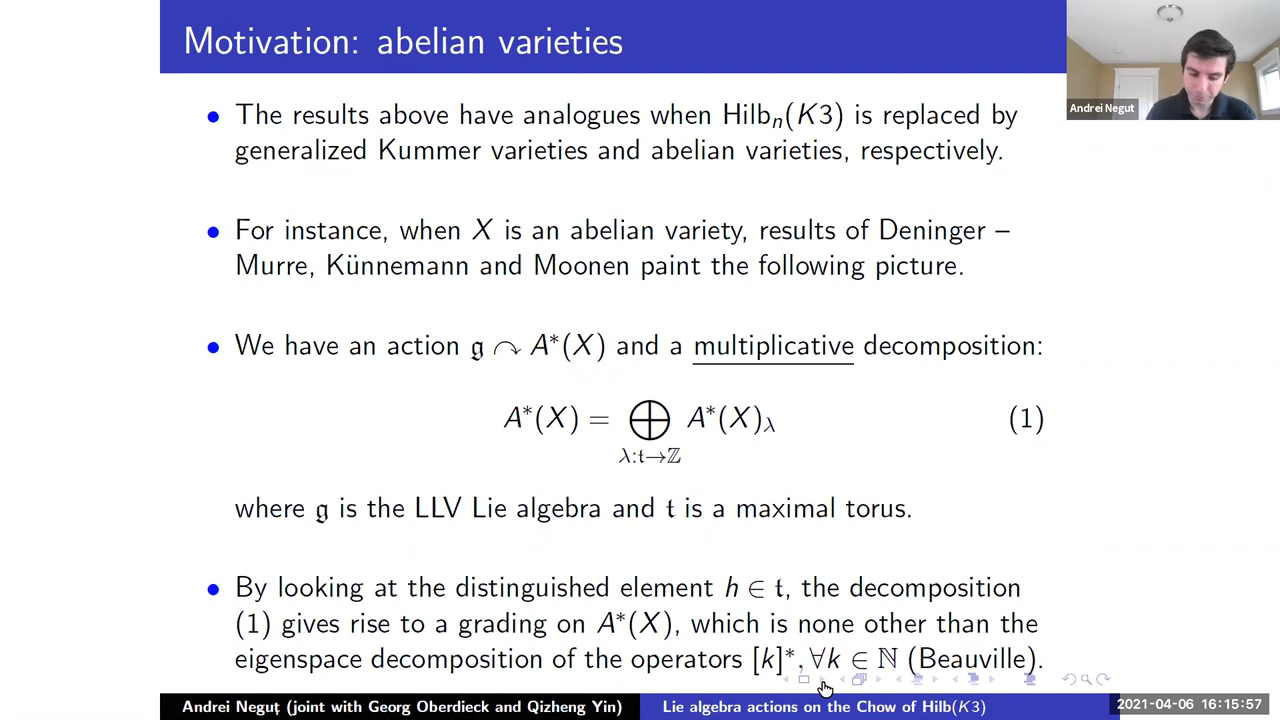 Motivation: abelian varieties
Andrei Negut
• The results above have analogues when Hilbₙ(K3) is replaced by
generalized Kummer varieties and abelian varieties, respectively.
• For instance, when X is an abelian variety, results of Deninger –
Murre, Künnemann and Moonen paint the following picture.
• We have an action 𝔤 ↷ A*(X) and a multiplicative decomposition:
A*(X) = ⨁ A*(X)_λ (1)
λ:𝔱→ℤ
where 𝔤 is the LLV Lie algebra and 𝔱 is a maximal torus.
• By looking at the distinguished element h ∈ 𝔱, the decomposition
(1) gives rise to a grading on A*(X), which is none other than the
eigenspace decomposition of the operators [k]*, ∀k ∈ ℕ (Beauville).
Andrei Neguț (joint with Georg Oberdieck and Qizheng Yin)
Lie algebra actions on the Chow of Hilb(K3)
2021-04-06 16:15:57